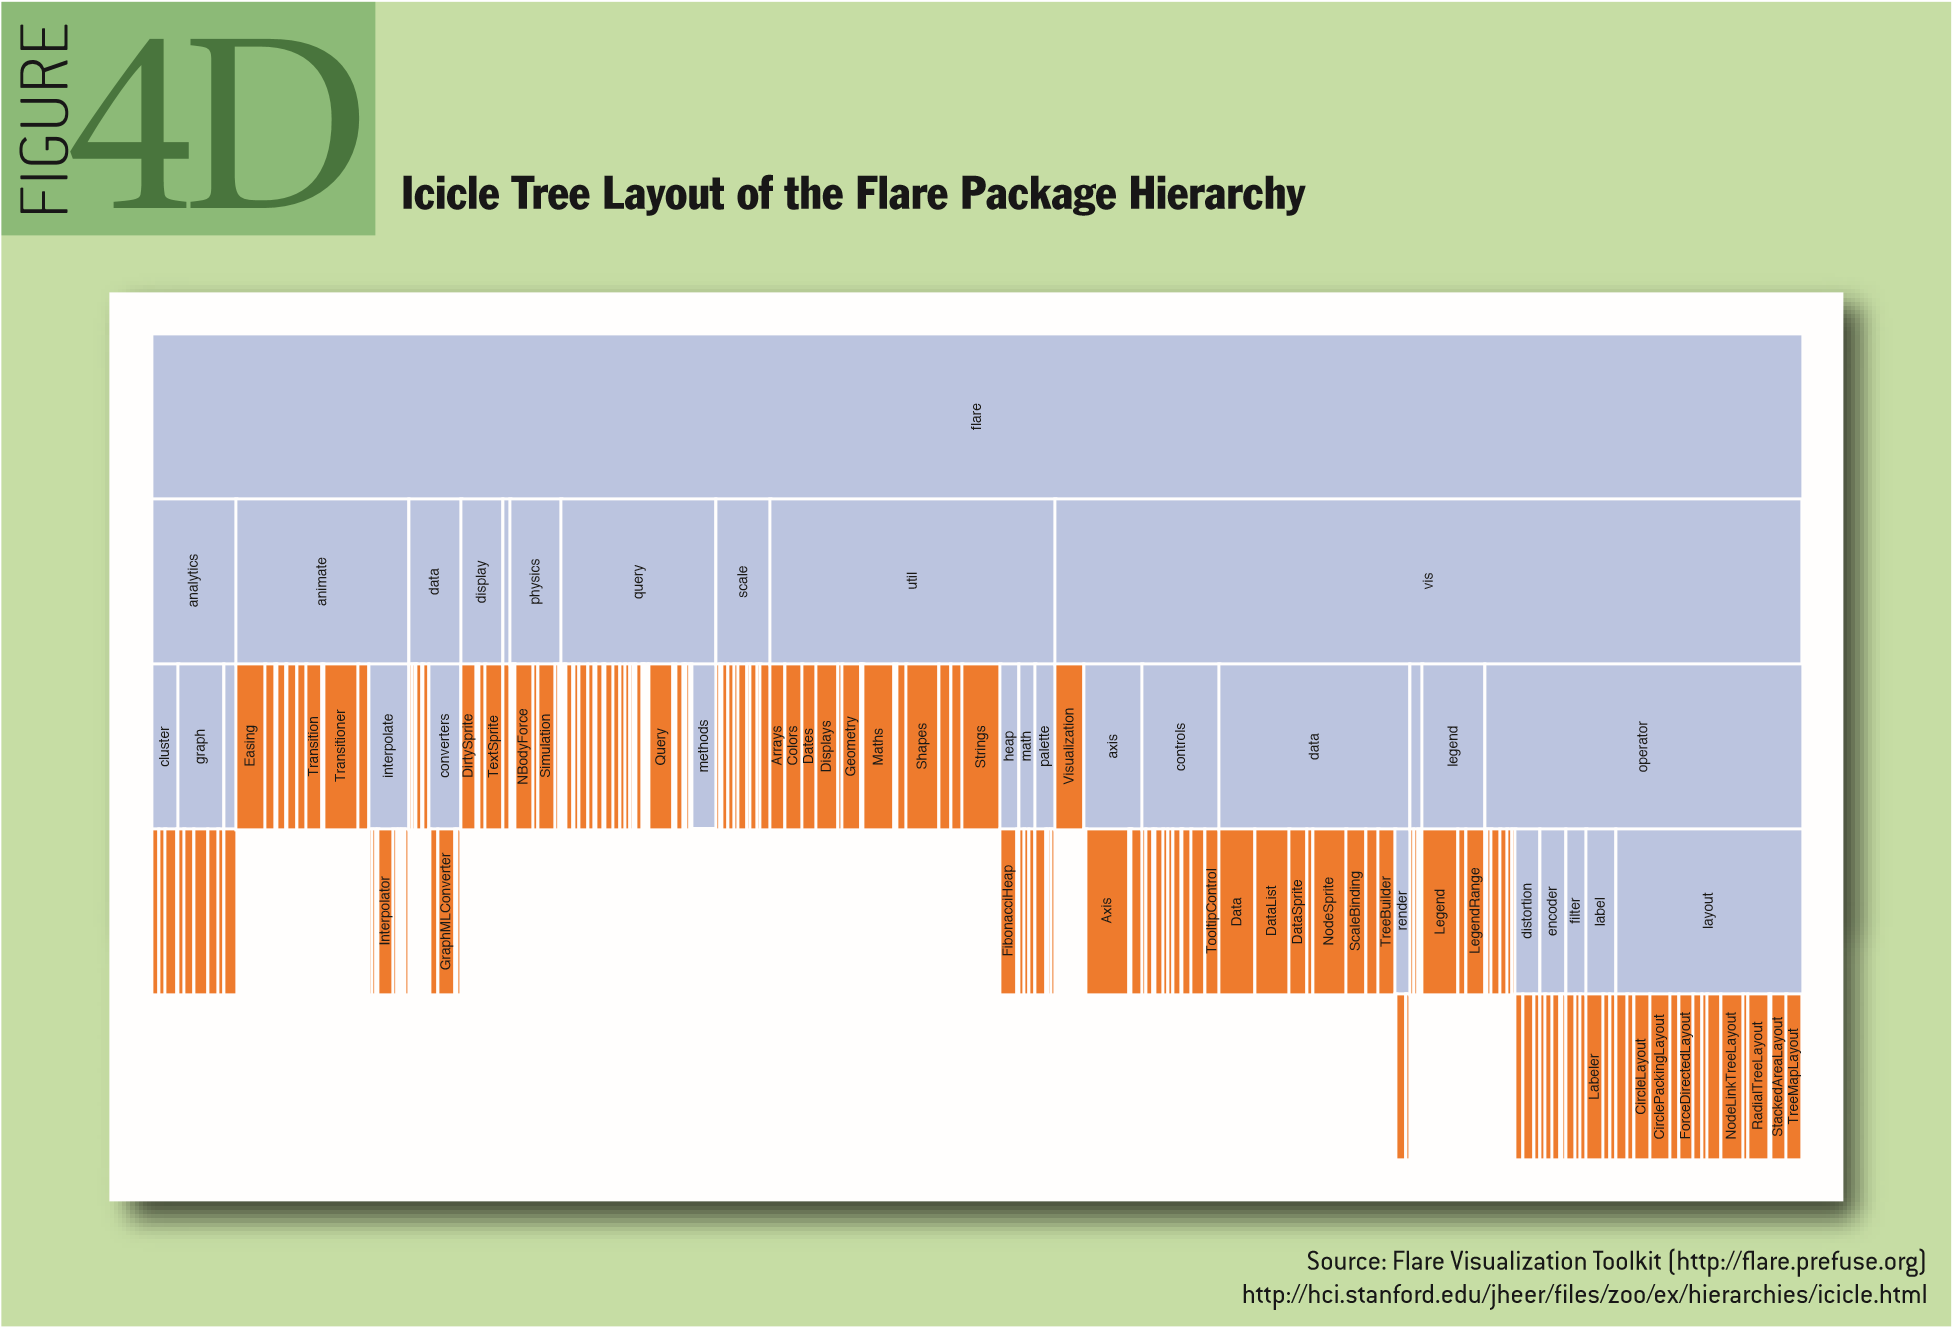 FIGURE
4D
Icicle Tree Layout of the Flare Package Hierarchy
flare
analytics
animate
data
display
physics
query
scale
util
vis
cluster
graph
Easing
Transition
Transitioner
interpolate
converters
DirtySprite
TextSprite
NBodyForce
Simulation
Query
methods
Arrays
Colors
Dates
Displays
Geometry
Maths
Shapes
Strings
heap
math
palette
Visualization
axis
controls
data
legend
operator
Interpolator
GraphMLConverter
FibonacciHeap
Axis
TooltipControl
Data
DataList
DataSprite
NodeSprite
ScaleBinding
TreeBuilder
render
Legend
LegendRange
distortion
encoder
filter
label
layout
Labeler
CircleLayout
CirclePackingLayout
ForceDirectedLayout
NodeLinkTreeLayout
RadialTreeLayout
StackedAreaLayout
TreeMapLayout
Source: Flare Visualization Toolkit (http://flare.prefuse.org)
http://hci.stanford.edu/jheer/files/zoo/ex/hierarchies/icicle.html